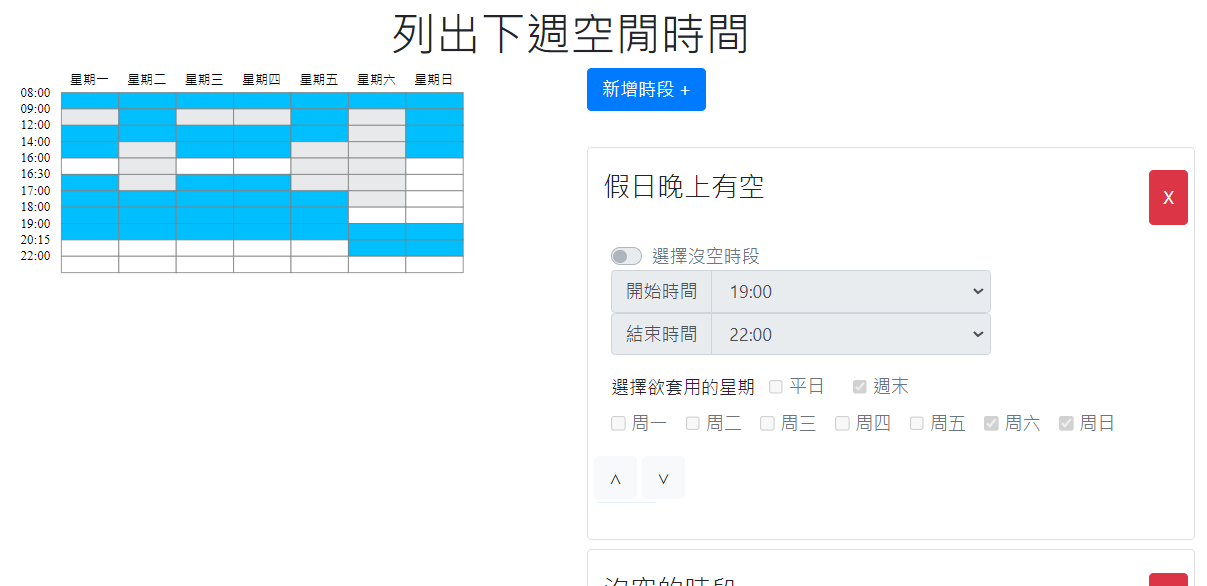 列出下週空閒時間
星期一 星期二 星期三 星期四 星期五 星期六 星期日
08:00
09:00
12:00
14:00
16:00
16:30
17:00
18:00
19:00
20:15
22:00
新增時段 +
假日晚上有空
X
選擇沒空時段
開始時間 19:00
結束時間 22:00
選擇欲套用的星期 平日 週末
周一 周二 周三 周四 周五 周六 周日
^ v
沒空的時段